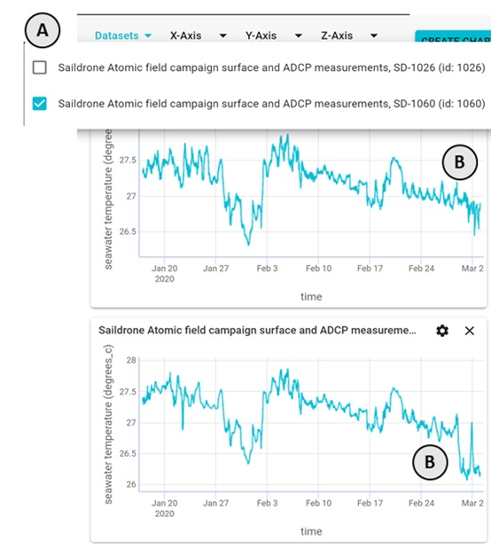 A
Datasets X-Axis Y-Axis Z-Axis
CREATE CHAR
Saildrone Atomic field campaign surface and ADCP measurements, SD-1026 (id: 1026)
Saildrone Atomic field campaign surface and ADCP measurements, SD-1060 (id: 1060)
seawater temperature (degree
27.5
27
26.5
B
Jan 20 Jan 27 Feb 3 Feb 10 Feb 17 Feb 24 Mar 2
2020
time
Saildrone Atomic field campaign surface and ADCP measureme...
seawater temperature (degrees_c)
28
27.5
27
26.5
26
B
Jan 20 Jan 27 Feb 3 Feb 10 Feb 17 Feb 24 Mar 2
2020
time